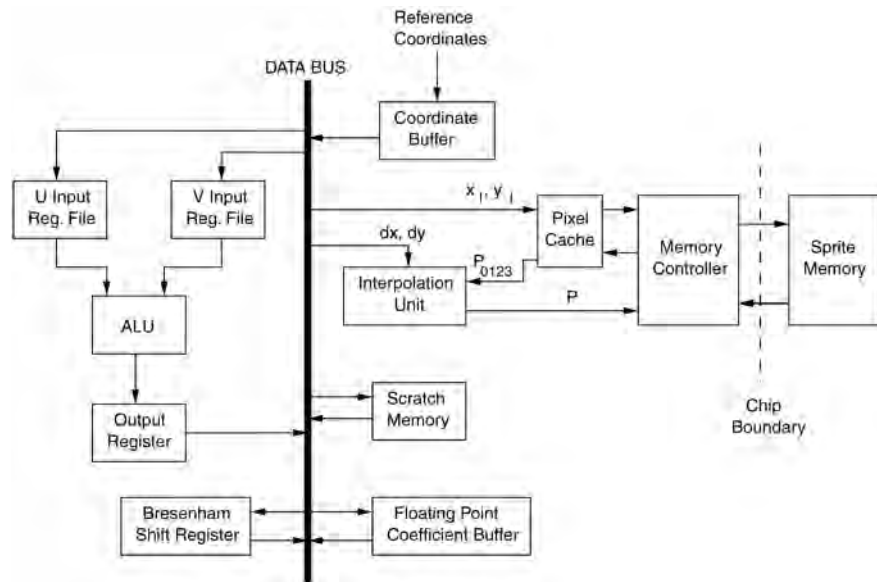 Reference
Coordinates
DATA BUS
Coordinate
Buffer
U Input
Reg. File
V Input
Reg. File
x i , y i
Pixel
Cache
Memory
Controller
Sprite
Memory
dx, dy
P 0123
Interpolation
Unit
P
ALU
Scratch
Memory
Output
Register
Chip
Boundary
Bresenham
Shift Register
Floating Point
Coefficient Buffer